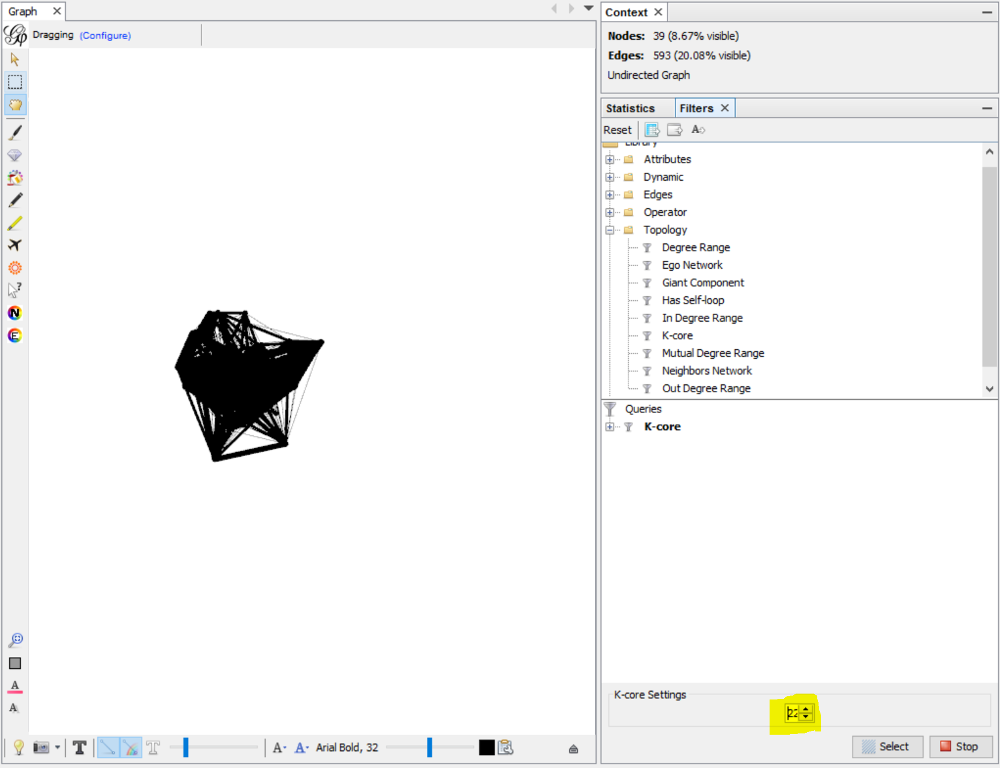 Graph
Dragging (Configure)
Context
Nodes: 39 (8.67% visible)
Edges: 593 (20.08% visible)
Undirected Graph
Statistics
Filters
Reset
A
Library
Attributes
Dynamic
Edges
Operator
Topology
Degree Range
Ego Network
Giant Component
Has Self-loop
In Degree Range
K-core
Mutual Degree Range
Neighbors Network
Out Degree Range
Queries
K-core
K-core Settings
22
Select
Stop
N
E
A
A
T
T
A
A
Arial Bold, 32